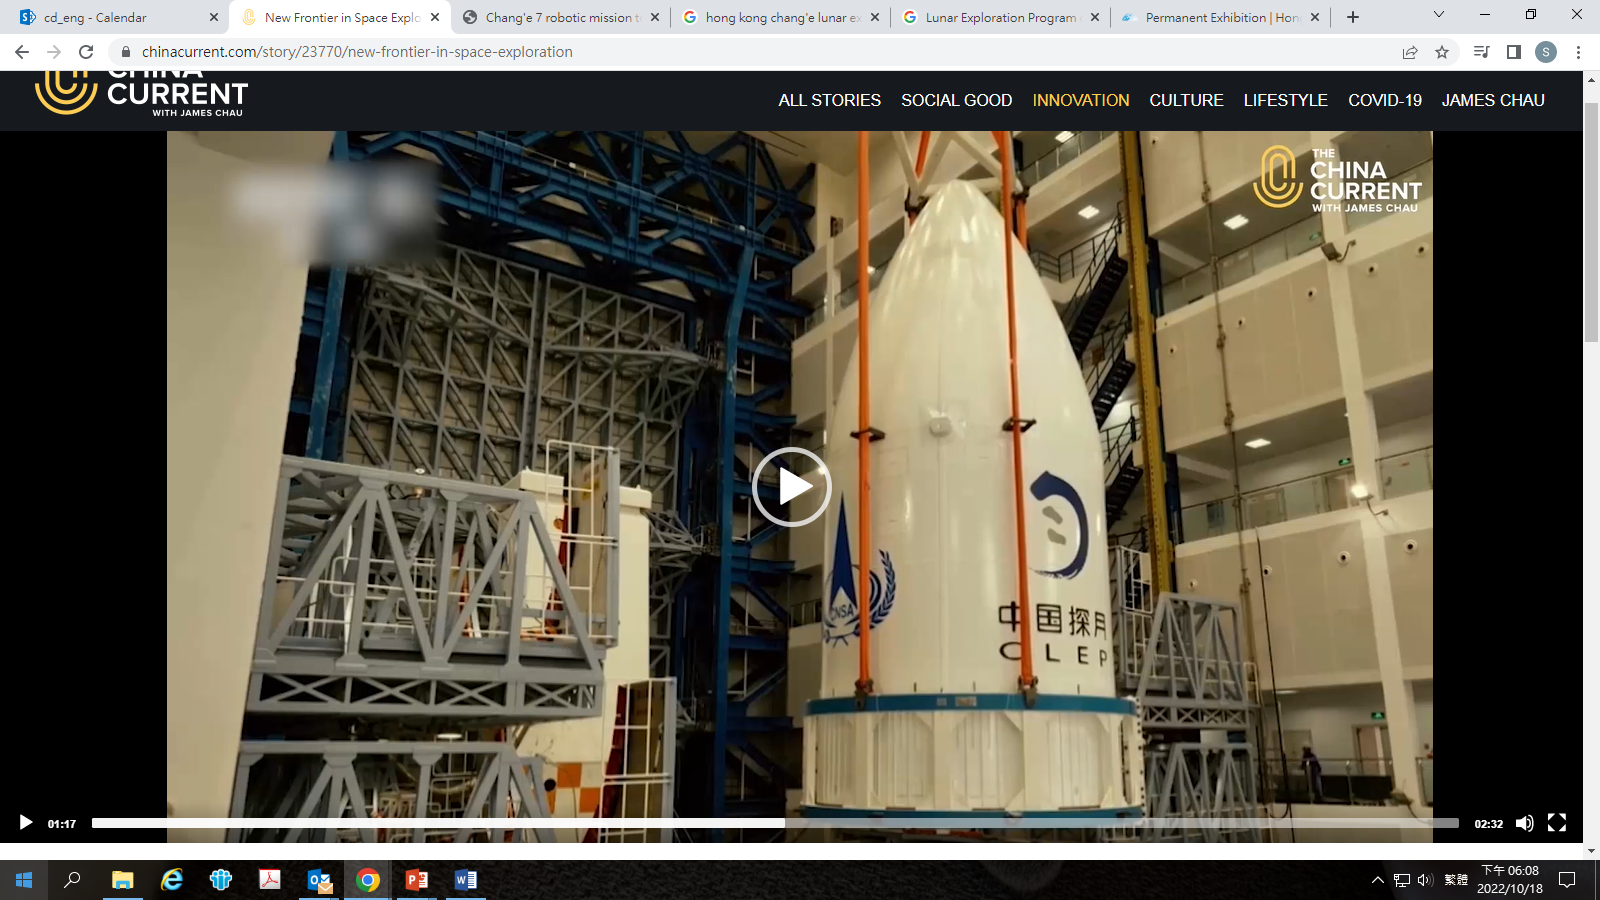 cd_eng - Calendar
New Frontier in Space Explo
Chang'e 7 robotic mission t
hong kong chang'e lunar ex
Lunar Exploration Program
Permanent Exhibition | Hon
chinacurrent.com/story/23770/new-frontier-in-space-exploration
S
CHINA
CURRENT
WITH JAMES CHAU
ALL STORIES SOCIAL GOOD INNOVATION CULTURE LIFESTYLE COVID-19 JAMES CHAU
THE
CHINA
CURRENT
WITH JAMES CHAU
CNSA
中国探月
CLEP
01:17
02:32
繁體
下午 06:08
2022/10/18